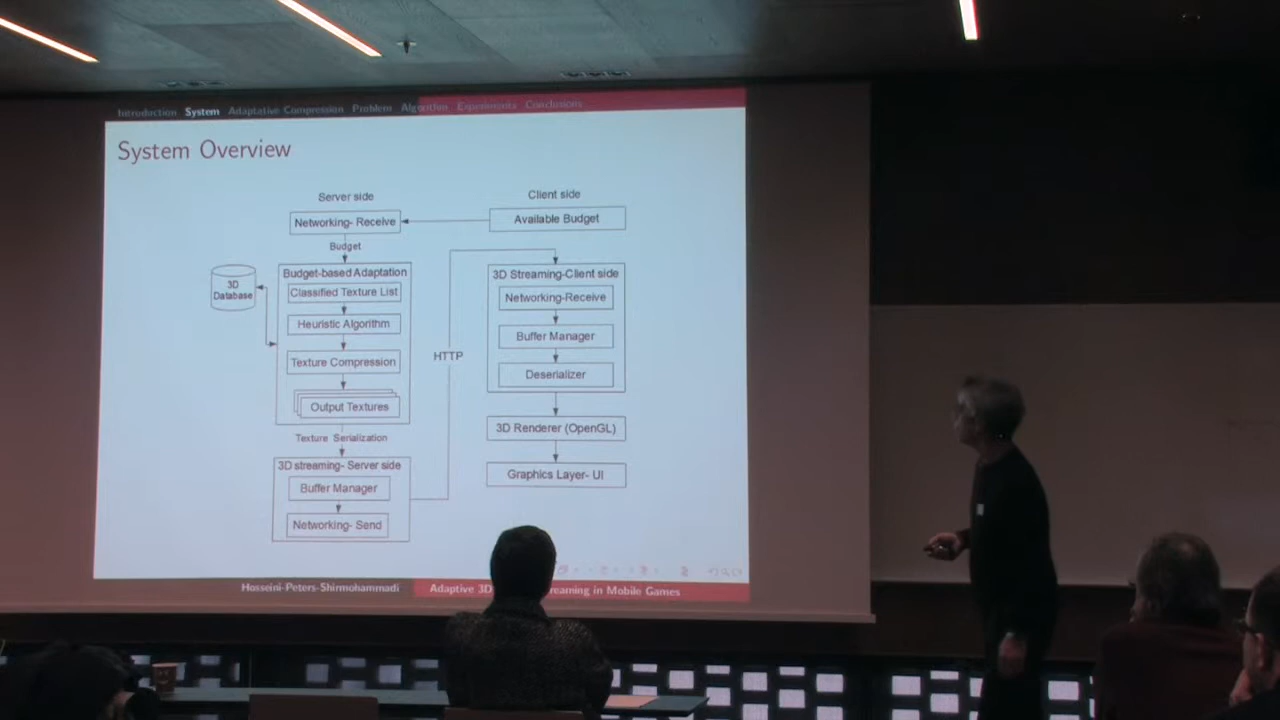 Introduction System Adaptative Compression Problem Algorithm Experiments Conclusions
System Overview
Server side
Client side
Networking- Receive
Available Budget
Budget
3D Database
Budget-based Adaptation
Classified Texture List
Heuristic Algorithm
Texture Compression
Output Textures
Texture Serialization
3D streaming- Server side
Buffer Manager
Networking- Send
HTTP
3D Streaming-Client side
Networking-Receive
Buffer Manager
Deserializer
3D Renderer (OpenGL)
Graphics Layer- UI
Hosseini-Peters-Shirmohammadi
Adaptive 3D reaming in Mobile Games